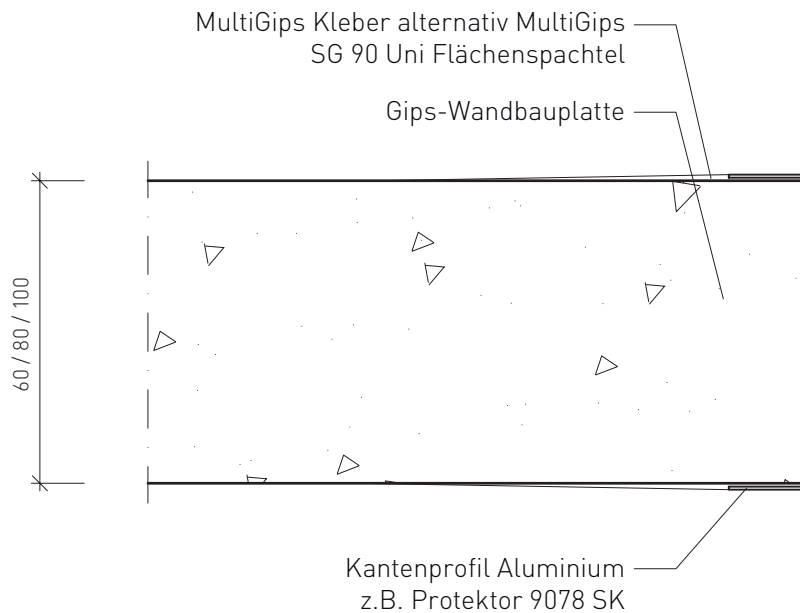 MultiGips Kleber alternativ MultiGips
SG 90 Uni Flächenspachtel
Gips-Wandbauplatte
60 / 80 / 100
Kantenprofil Aluminium
z.B. Protektor 9078 SK